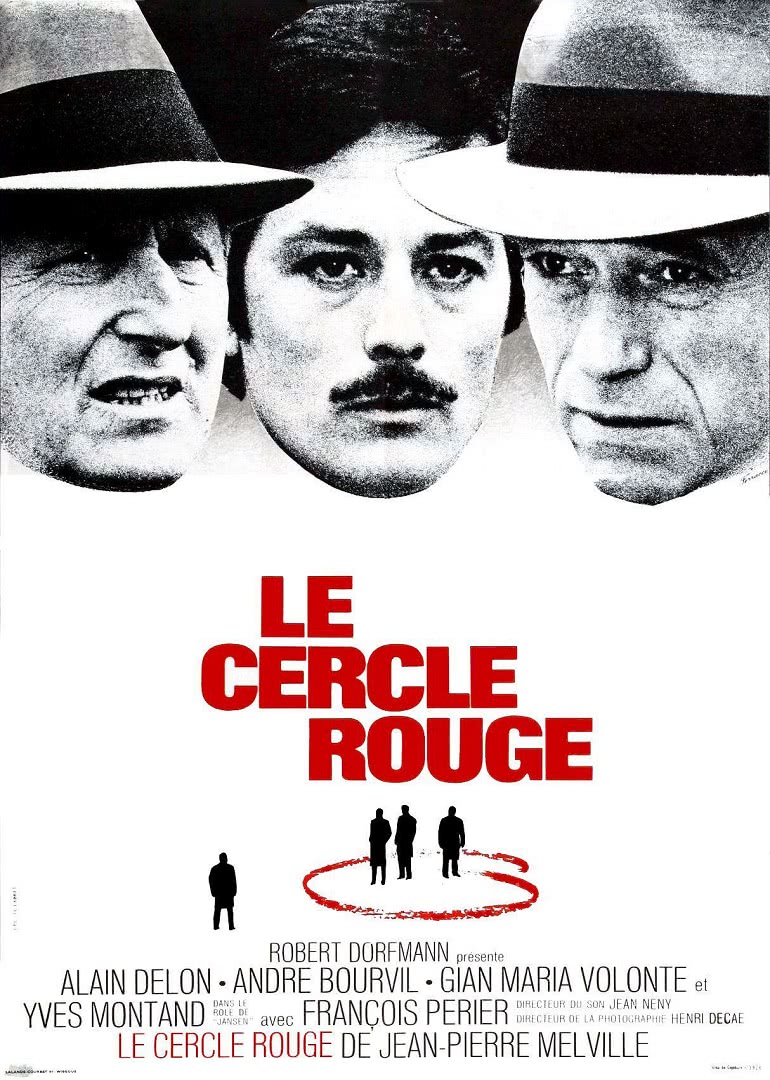 LE
CERCLE
ROUGE
ROBERT DORFMANN présente
ALAIN DELON • ANDRE BOURVIL • GIAN MARIA VOLONTE et
YVES MONTAND DANS LE RÔLE DE "JANSEN" avec FRANÇOIS PERIER DIRECTEUR DU SON JEAN NENY
DIRECTEUR DE LA PHOTOGRAPHIE HENRI DECAE
LE CERCLE ROUGE DE JEAN-PIERRE MELVILLE